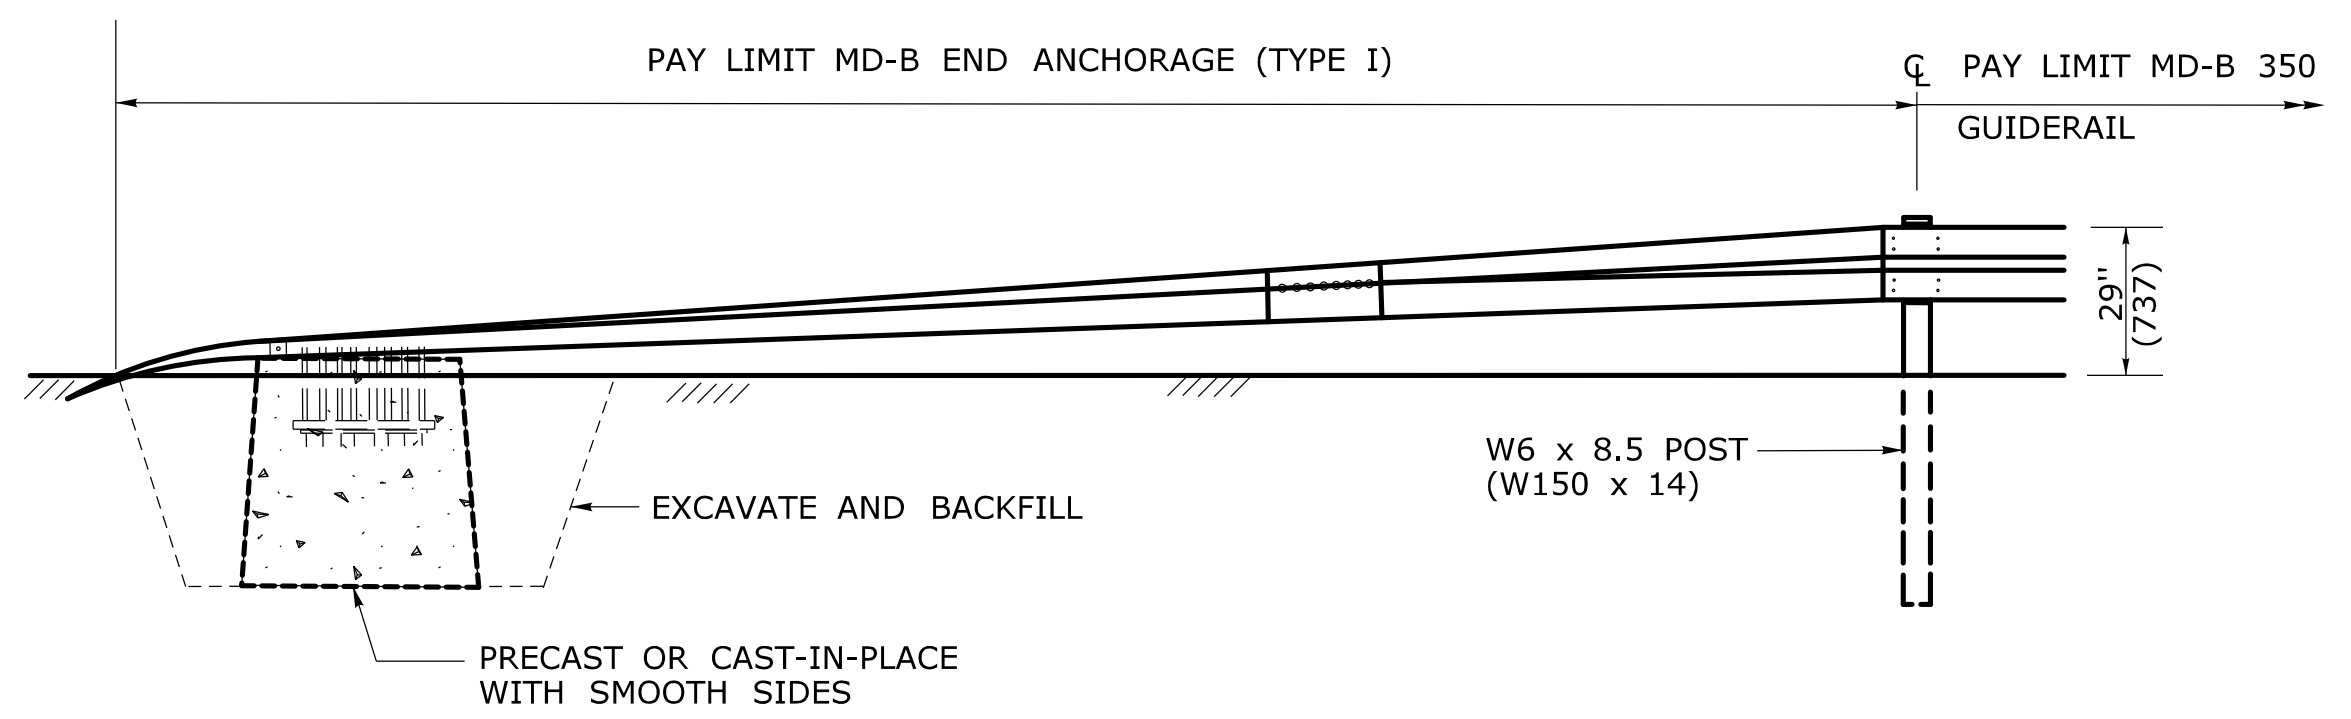 PAY LIMIT MD-B END ANCHORAGE (TYPE I)
℄ PAY LIMIT MD-B 350
GUIDERAIL
29"
(737)
W6 x 8.5 POST
(W150 x 14)
EXCAVATE AND BACKFILL
PRECAST OR CAST-IN-PLACE
WITH SMOOTH SIDES